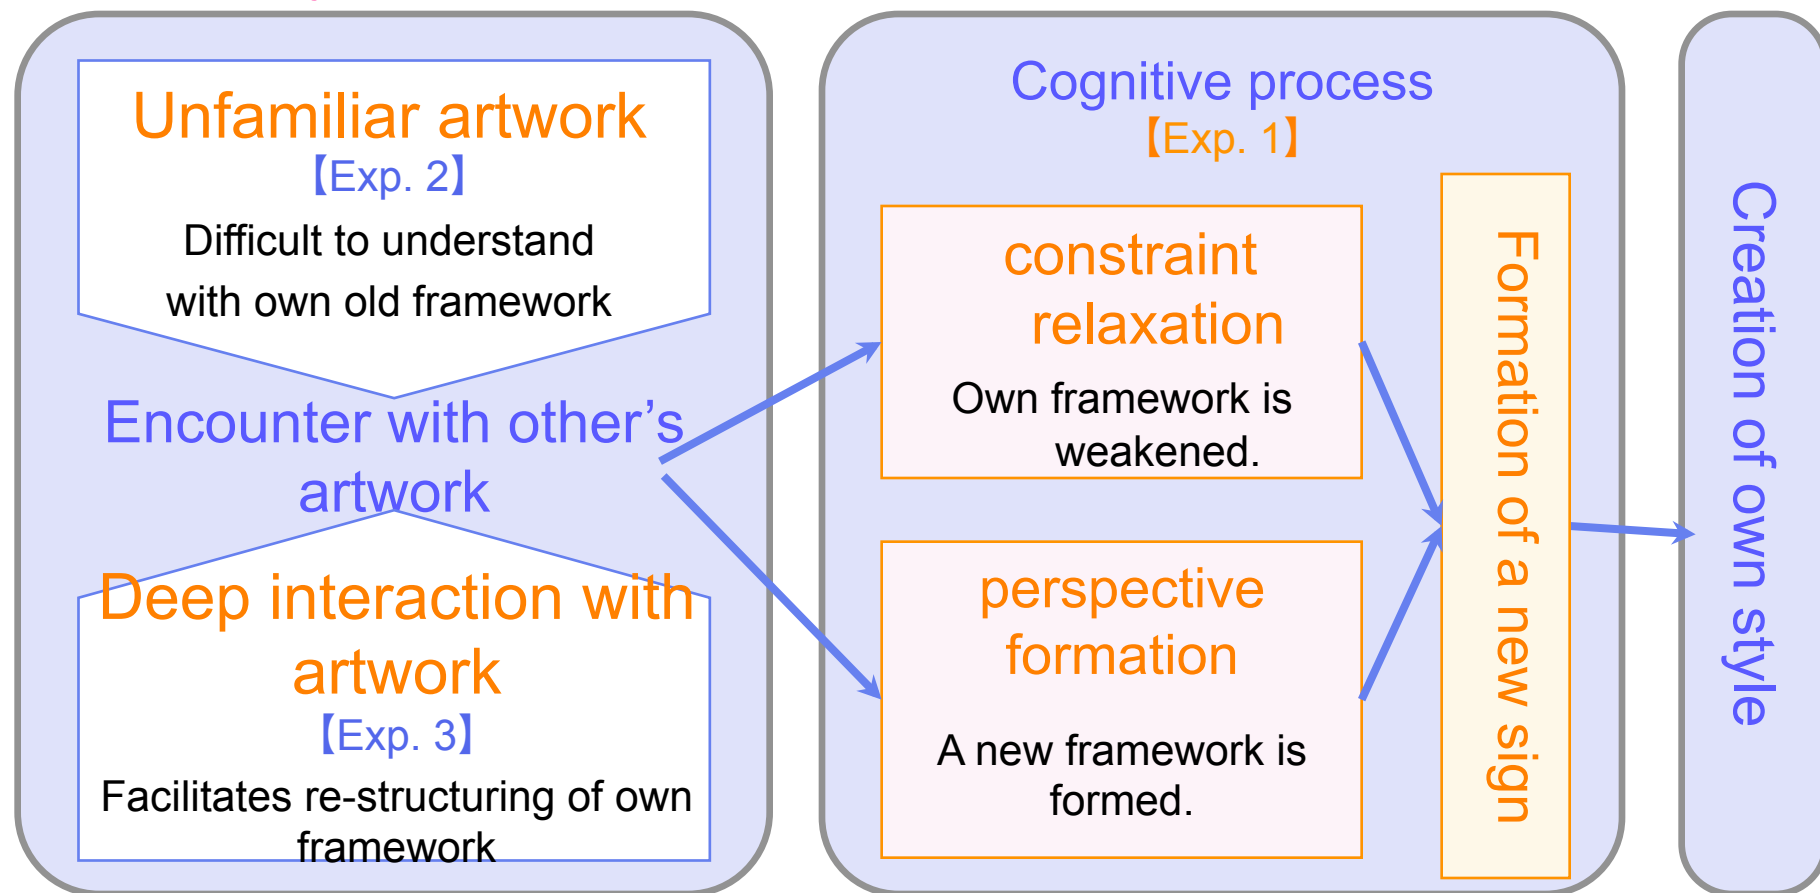 Unfamiliar artwork
【Exp. 2】
Difficult to understand
with own old framework
Encounter with other’s
artwork
Deep interaction with
artwork
【Exp. 3】
Facilitates re-structuring of own
framework
Cognitive process
【Exp. 1】
constraint
relaxation
Own framework is
weakened.
perspective
formation
A new framework is
formed.
Formation of a new sign
Creation of own style